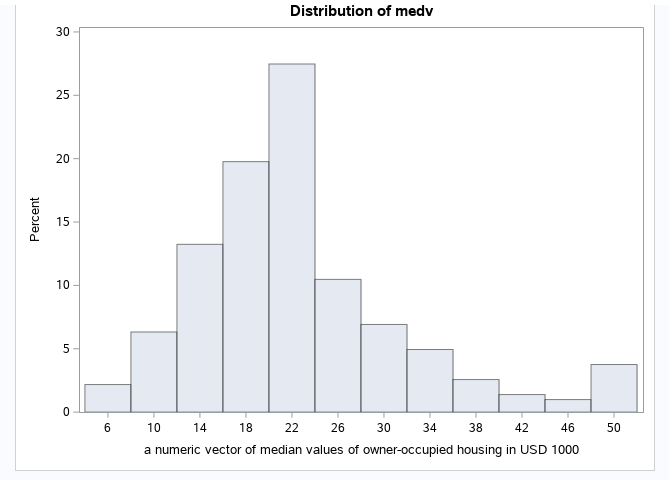 Distribution of medv
30
25
20
15
10
5
0
Percent
6 10 14 18 22 26 30 34 38 42 46 50
a numeric vector of median values of owner-occupied housing in USD 1000